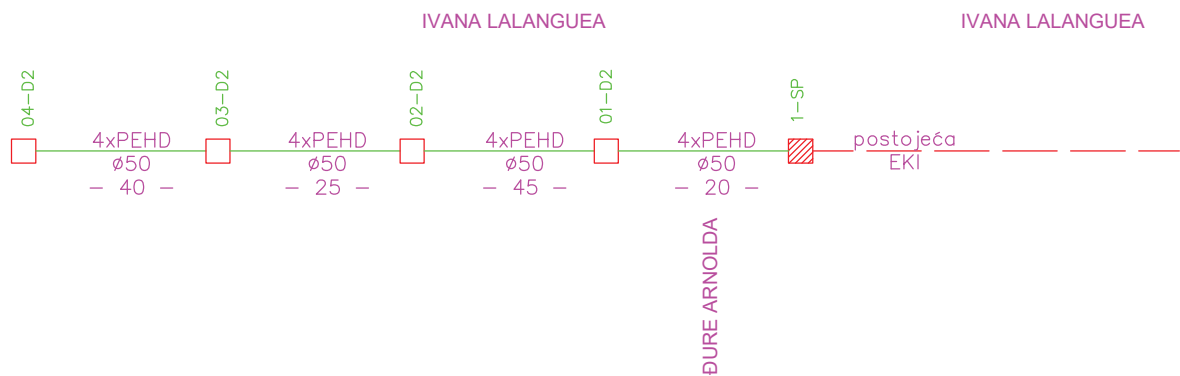 IVANA LALANGUEA
IVANA LALANGUEA
04-D2
03-D2
02-D2
01-D2
1-SP
4xPEHD
ø50
- 40 -
4xPEHD
ø50
- 25 -
4xPEHD
ø50
- 45 -
4xPEHD
ø50
- 20 -
postojeća
EKI
ĐURE ARNOLDA